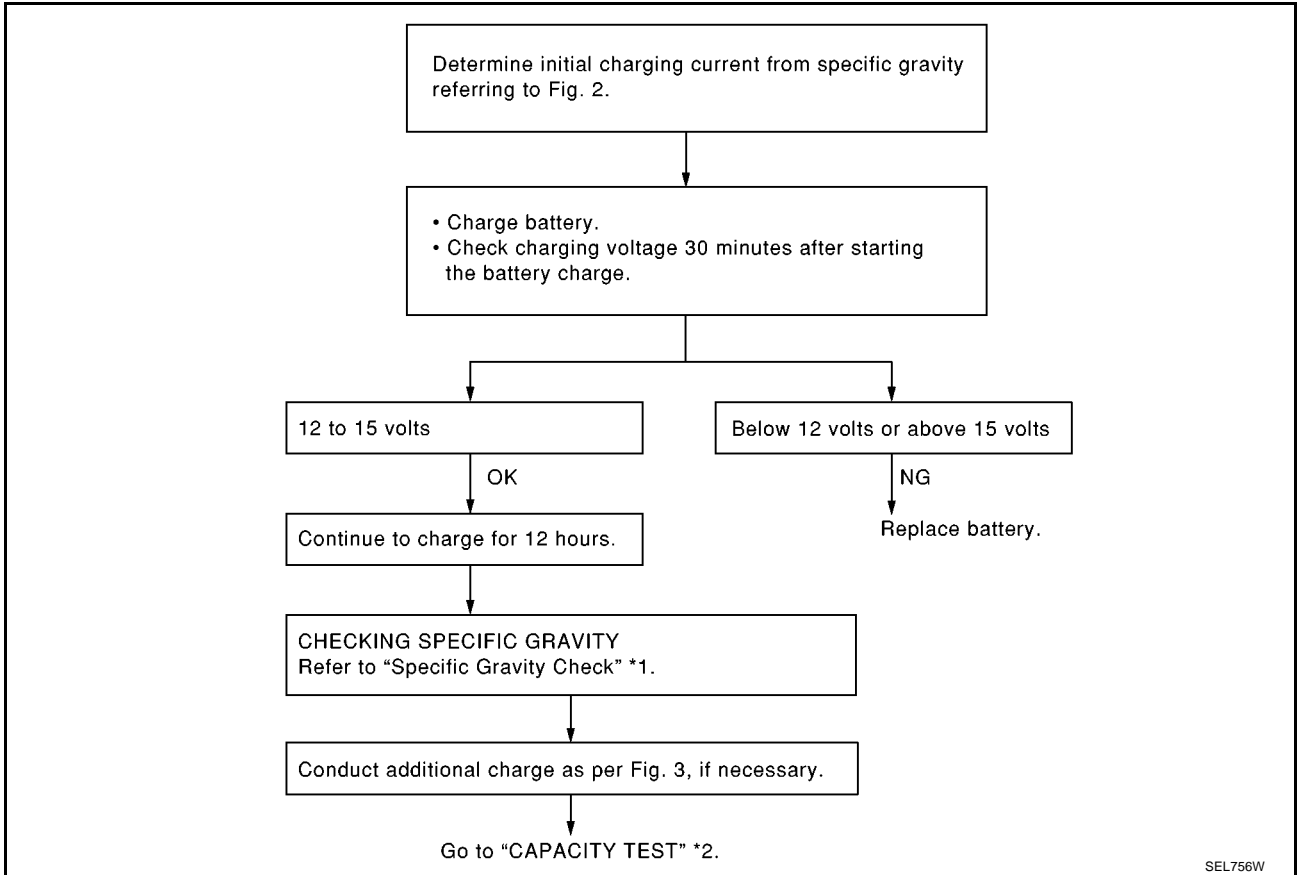 Determine initial charging current from specific gravity
referring to Fig. 2.
• Charge battery.
• Check charging voltage 30 minutes after starting
the battery charge.
12 to 15 volts
Below 12 volts or above 15 volts
OK
NG
Continue to charge for 12 hours.
Replace battery.
CHECKING SPECIFIC GRAVITY
Refer to “Specific Gravity Check” *1.
Conduct additional charge as per Fig. 3, if necessary.
Go to “CAPACITY TEST” *2.
SEL756W